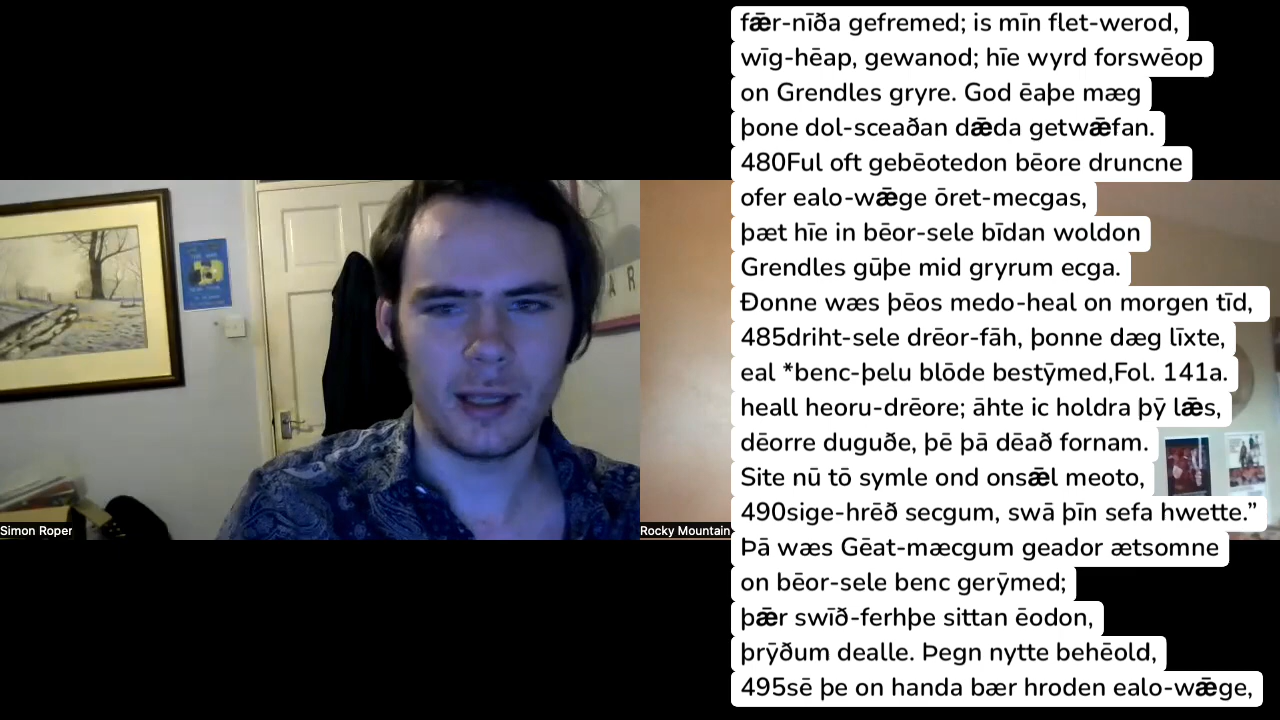 fǣr-nīða gefremed; is mīn flet-werod,
wīg-hēap, gewanod; hīe wyrd forswēop
on Grendles gryre. God ēaþe mæg
þone dol-sceaðan dǣda getwǣfan.
480Ful oft gebēotedon bēore druncne
ofer ealo-wǣge ōret-mecgas,
þæt hīe in bēor-sele bīdan woldon
Grendles gūþe mid gryrum ecga.
Ðonne wæs þēos medo-heal on morgen tīd,
485driht-sele drēor-fāh, þonne dæg līxte,
eal *benc-þelu blōde bestȳmed,Fol. 141a.
heall heoru-drēore; āhte ic holdra þȳ lǣs,
dēorre duguðe, þē þā dēað fornam.
Site nū tō symle ond onsǣl meoto,
490sige-hrēð secgum, swā þīn sefa hwette.”
Þā wæs Gēat-mæcgum geador ætsomne
on bēor-sele benc gerȳmed;
þǣr swīð-ferhþe sittan ēodon,
þrȳðum dealle. Þegn nytte behēold,
495sē þe on handa bær hroden ealo-wǣge,
Simon Roper
Rocky Mountain